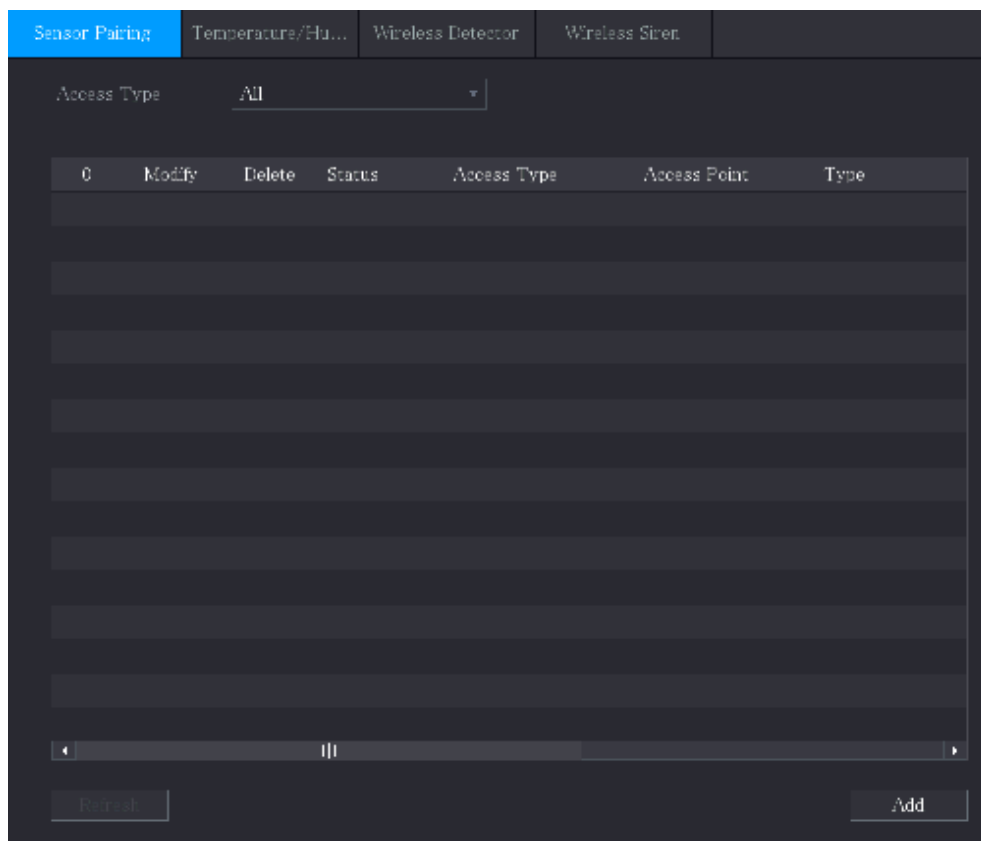 Sensor Pairing Temperature/Hu... Wireless Detector Wireless Siren
Access Type All
0 Modify Delete Status Access Type Access Point Type
Refresh Add